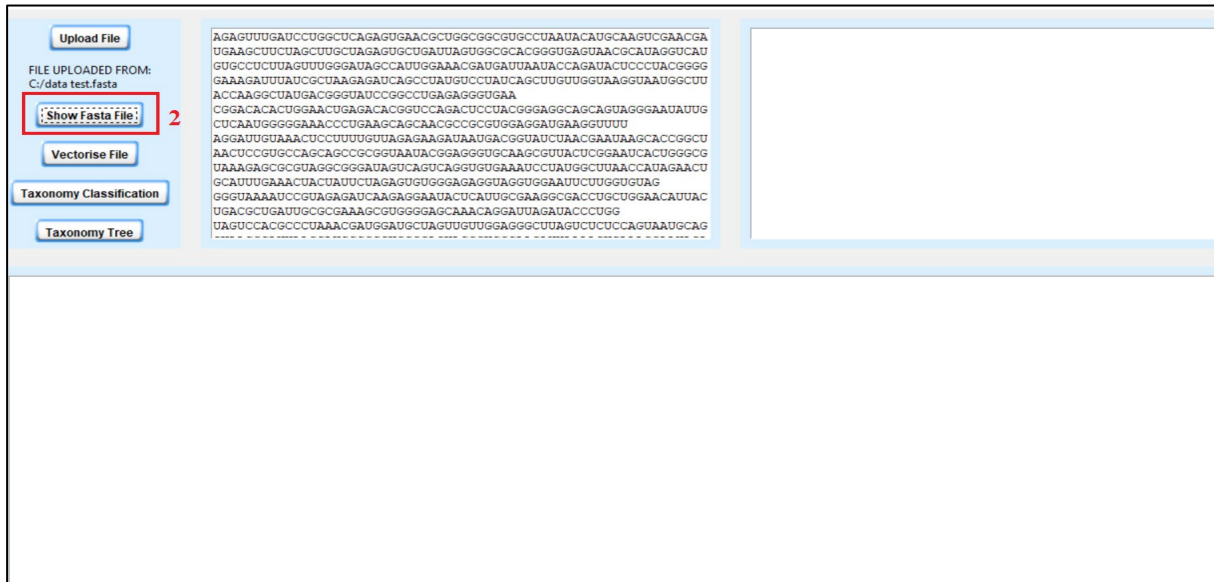 Upload File
FILE UPLOADED FROM:
C:/data test.fasta
Show Fasta File
2
Vectorise File
Taxonomy Classification
Taxonomy Tree
AGAGUUUGAUCCUGGCUCAGAGUGAACGCUGGCGGCGUGCCUAAUACAUGCAAGUCGAACGA
UGAAGCUUCUAGCUUGCUAGAGUGCUGAUUAGUGGCGCACGGGUGAGUAACGCAUAGGUCAU
GUGCCUCUUAGUUUGGGAUAGCCAUUGGAAACGAUGAUUAAUACCAGAUACUCCCUACGGGG
GAAAGAUUUAUCGCUAAGAGAUCAGCCUAUGUCCUAUCAGCUUGUUGGUAAGGUAAUGGCUU
ACCAAGGCUAUGACGGGUAUCCGGCCUGAGAGGGUGAA
CGGACACACUGGAACUGAGACACGGUCCAGACUCCUACGGGAGGCAGCAGUAGGGAAUAUUG
CUCAAUGGGGGAAACCCUGAAGCAGCAACGCCGCGUGGAGGAUGAAGGUUUU
AGGAUUGUAAACUCCUUUUGUUAGAGAAGAUAAUGACGGUAUCUAACGAAUAAGCACCGGCU
AACUCCGUGCCAGCAGCCGCGGUAAUACGGAGGGUGCAAGCGUUACUCGGAAUCACUGGGCG
UAAAGAGCGCGUAGGCGGGAUAGUCAGUCAGGUGUGAAAUCCUAUGGCUUAACCAUAGAACU
GCAUUUGAAACUACUAUUCUAGAGUGUGGGAGAGGUAGGUGGAAUUCUUGGUGUAG
GGGUAAAAUCCGUAGAGAUCAAGAGGAAUACUCAUUGCGAAGGCGACCUGCUGGAACAUUAC
UGACGCUGAUUGCGCGAAAGCGUGGGGAGCAAACAGGAUUAGAUACCCUGG
UAGUCCACGCCCUAAACGAUGGAUGCUAGUUGUUGGAGGGCUUAGUCUCUCCAGUAAUGCAG